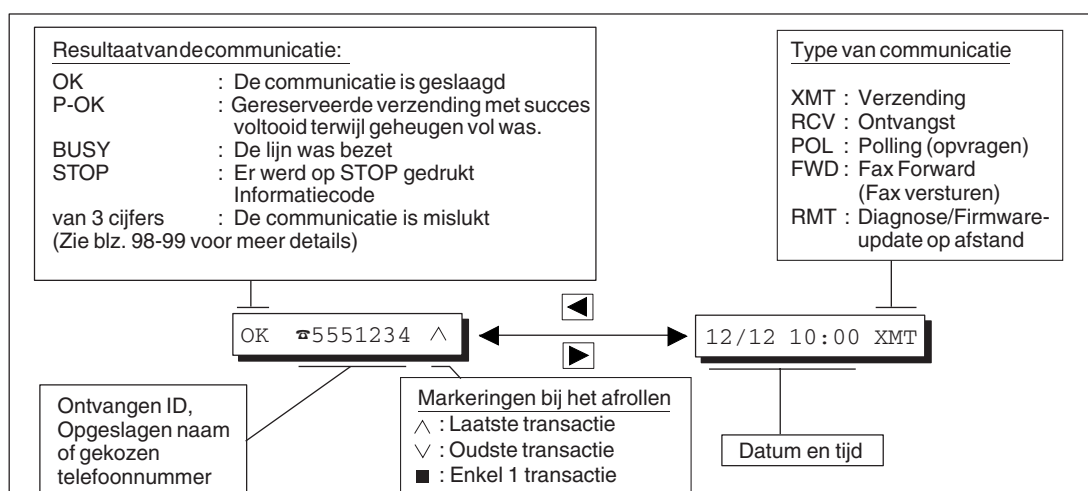 Resultaatvandecommunicatie:
OK : De communicatie is geslaagd
P-OK : Gereserveerde verzending met succes
voltooid terwijl geheugen vol was.
BUSY : De lijn was bezet
STOP : Er werd op STOP gedrukt
Informatiecode
van 3 cijfers : De communicatie is mislukt
(Zie blz. 98-99 voor meer details)
Type van communicatie
XMT : Verzending
RCV : Ontvangst
POL : Polling (opvragen)
FWD : Fax Forward
(Fax versturen)
RMT : Diagnose/Firmware-
update op afstand
OK ☎5551234 ∧
12/12 10:00 XMT
Ontvangen ID,
Opgeslagen naam
of gekozen
telefoonnummer
Markeringen bij het afrollen
∧ : Laatste transactie
∨ : Oudste transactie
■ : Enkel 1 transactie
Datum en tijd